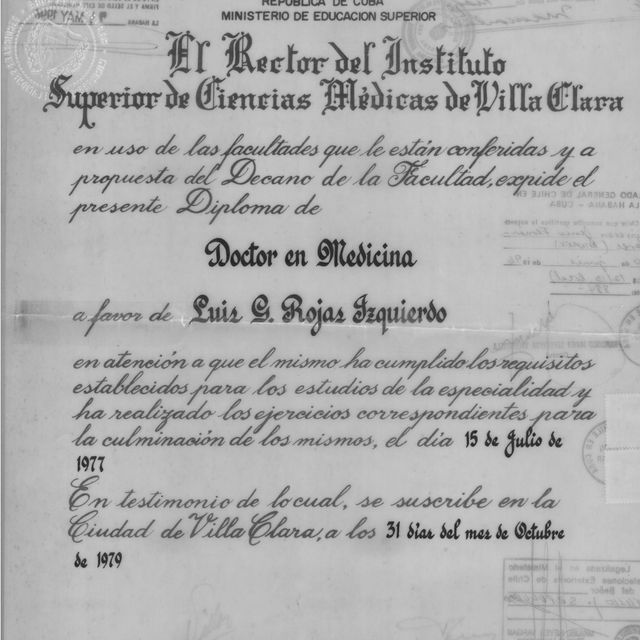 REPUBLICA DE CUBA
MINISTERIO DE EDUCACION SUPERIOR
El Rector del Instituto
Superior de Ciencias Médicas de Villa Clara
en uso de las facultades que le están conferidas y a
propuesta del Decano de la Facultad, expide el
presente Diploma de
Doctor en Medicina
a favor de Luis G. Rojas Izquierdo
en atención a que el mismo ha cumplido los requisitos
establecidos para los estudios de la especialidad y
ha realizado los ejercicios correspondientes para
la culminación de los mismos, el día 15 de Julio de
1977
En testimonio de lo cual, se suscribe en la
Ciudad de Villa Clara, a los 31 días del mes de Octubre
de 1979